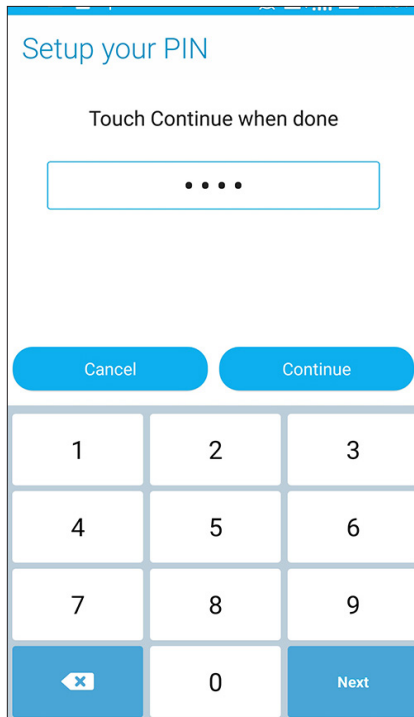 Setup your PIN
Touch Continue when done
••••
Cancel Continue
1 2 3
4 5 6
7 8 9
0 Next